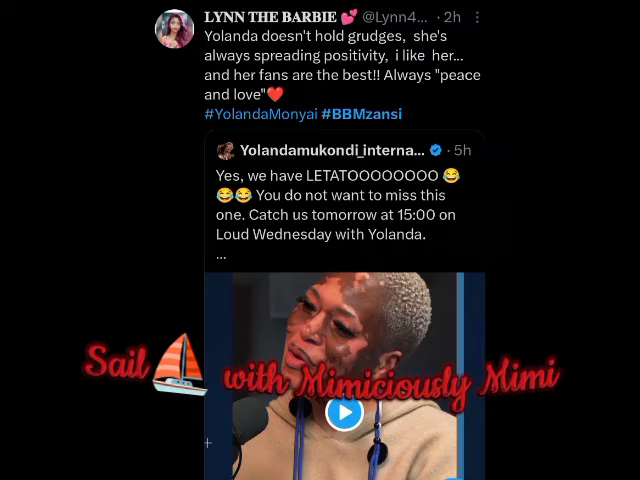 LYNN THE BARBIE 💕 @Lynn4... · 2h
Yolanda doesn't hold grudges, she's
always spreading positivity, i like her...
and her fans are the best!! Always "peace
and love"❤️
#YolandaMonyai #BBMzansi
Yolandamukondi_interna... · 5h
Yes, we have LETATOOOOOOOO 😂
😂😂 You do not want to miss this
one. Catch us tomorrow at 15:00 on
Loud Wednesday with Yolanda.
...
Sail ⛵ with Mimiciously Mimi